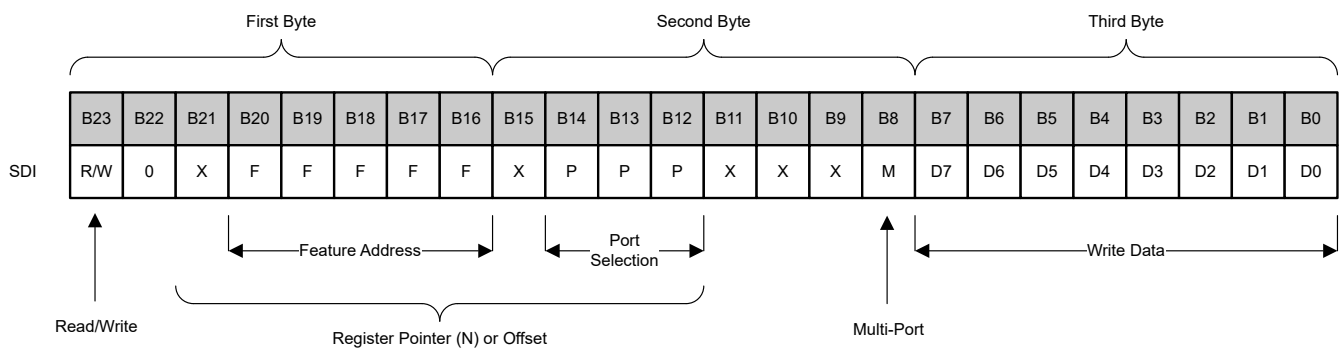 First Byte Second Byte Third Byte
B23 B22 B21 B20 B19 B18 B17 B16 B15 B14 B13 B12 B11 B10 B9 B8 B7 B6 B5 B4 B3 B2 B1 B0
SDI R/W 0 X F F F F F X P P P X X X M D7 D6 D5 D4 D3 D2 D1 D0
Feature Address Port Selection Write Data
Read/Write Register Pointer (N) or Offset Multi-Port